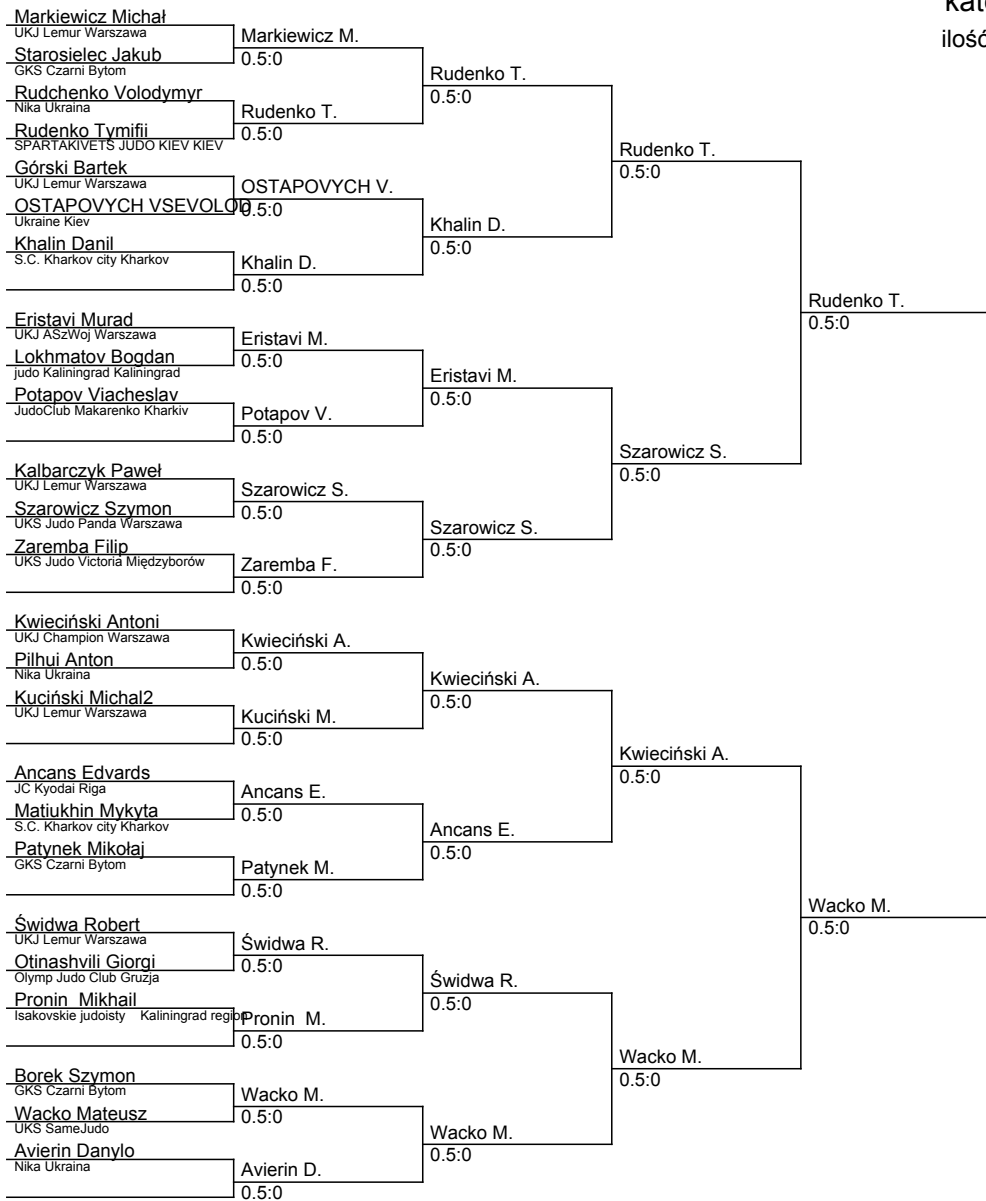 Markiewicz Michał
UKJ Lemur Warszawa
Starosielec Jakub
GKS Czarni Bytom
Rudchenko Volodymyr
Nika Ukraina
Rudenko Tymifii
SPARTAKIVETS JUDO KIEV KIEV
Górski Bartek
UKJ Lemur Warszawa
OSTAPOVYCH VSEVOLOD
Ukraine Kiev
Khalin Danil
S.C. Kharkov city Kharkov
Eristavi Murad
UKJ ASzWoj Warszawa
Lokhmatov Bogdan
judo Kaliningrad Kaliningrad
Potapov Viacheslav
JudoClub Makarenko Kharkiv
Kalbarczyk Paweł
UKJ Lemur Warszawa
Szarowicz Szymon
UKS Judo Panda Warszawa
Zaremba Filip
UKS Judo Victoria Międzyborów
Kwieciński Antoni
UKJ Champion Warszawa
Pilhui Anton
Nika Ukraina
Kuciński Michal2
UKJ Lemur Warszawa
Ancans Edvards
JC Kyodai Riga
Matiukhin Mykyta
S.C. Kharkov city Kharkov
Patynek Mikołaj
GKS Czarni Bytom
Świdwa Robert
UKJ Lemur Warszawa
Otinashvili Giorgi
Olymp Judo Club Gruzja
Pronin Mikhail
Isakovskie judoisty Kaliningrad region
Borek Szymon
GKS Czarni Bytom
Wacko Mateusz
UKS SameJudo
Avierin Danylo
Nika Ukraina
Markiewicz M.
0.5:0
Rudenko T.
0.5:0
OSTAPOVYCH V.
0.5:0
Khalin D.
0.5:0
Eristavi M.
0.5:0
Potapov V.
0.5:0
Szarowicz S.
0.5:0
Zaremba F.
0.5:0
Kwieciński A.
0.5:0
Kuciński M.
0.5:0
Ancans E.
0.5:0
Patynek M.
0.5:0
Świdwa R.
0.5:0
Pronin M.
0.5:0
Wacko M.
0.5:0
Avierin D.
0.5:0
Rudenko T.
0.5:0
Khalin D.
0.5:0
Eristavi M.
0.5:0
Szarowicz S.
0.5:0
Kwieciński A.
0.5:0
Ancans E.
0.5:0
Świdwa R.
0.5:0
Wacko M.
0.5:0
Rudenko T.
0.5:0
Szarowicz S.
0.5:0
Kwieciński A.
0.5:0
Wacko M.
0.5:0
Rudenko T.
0.5:0
Wacko M.
0.5:0
ilość